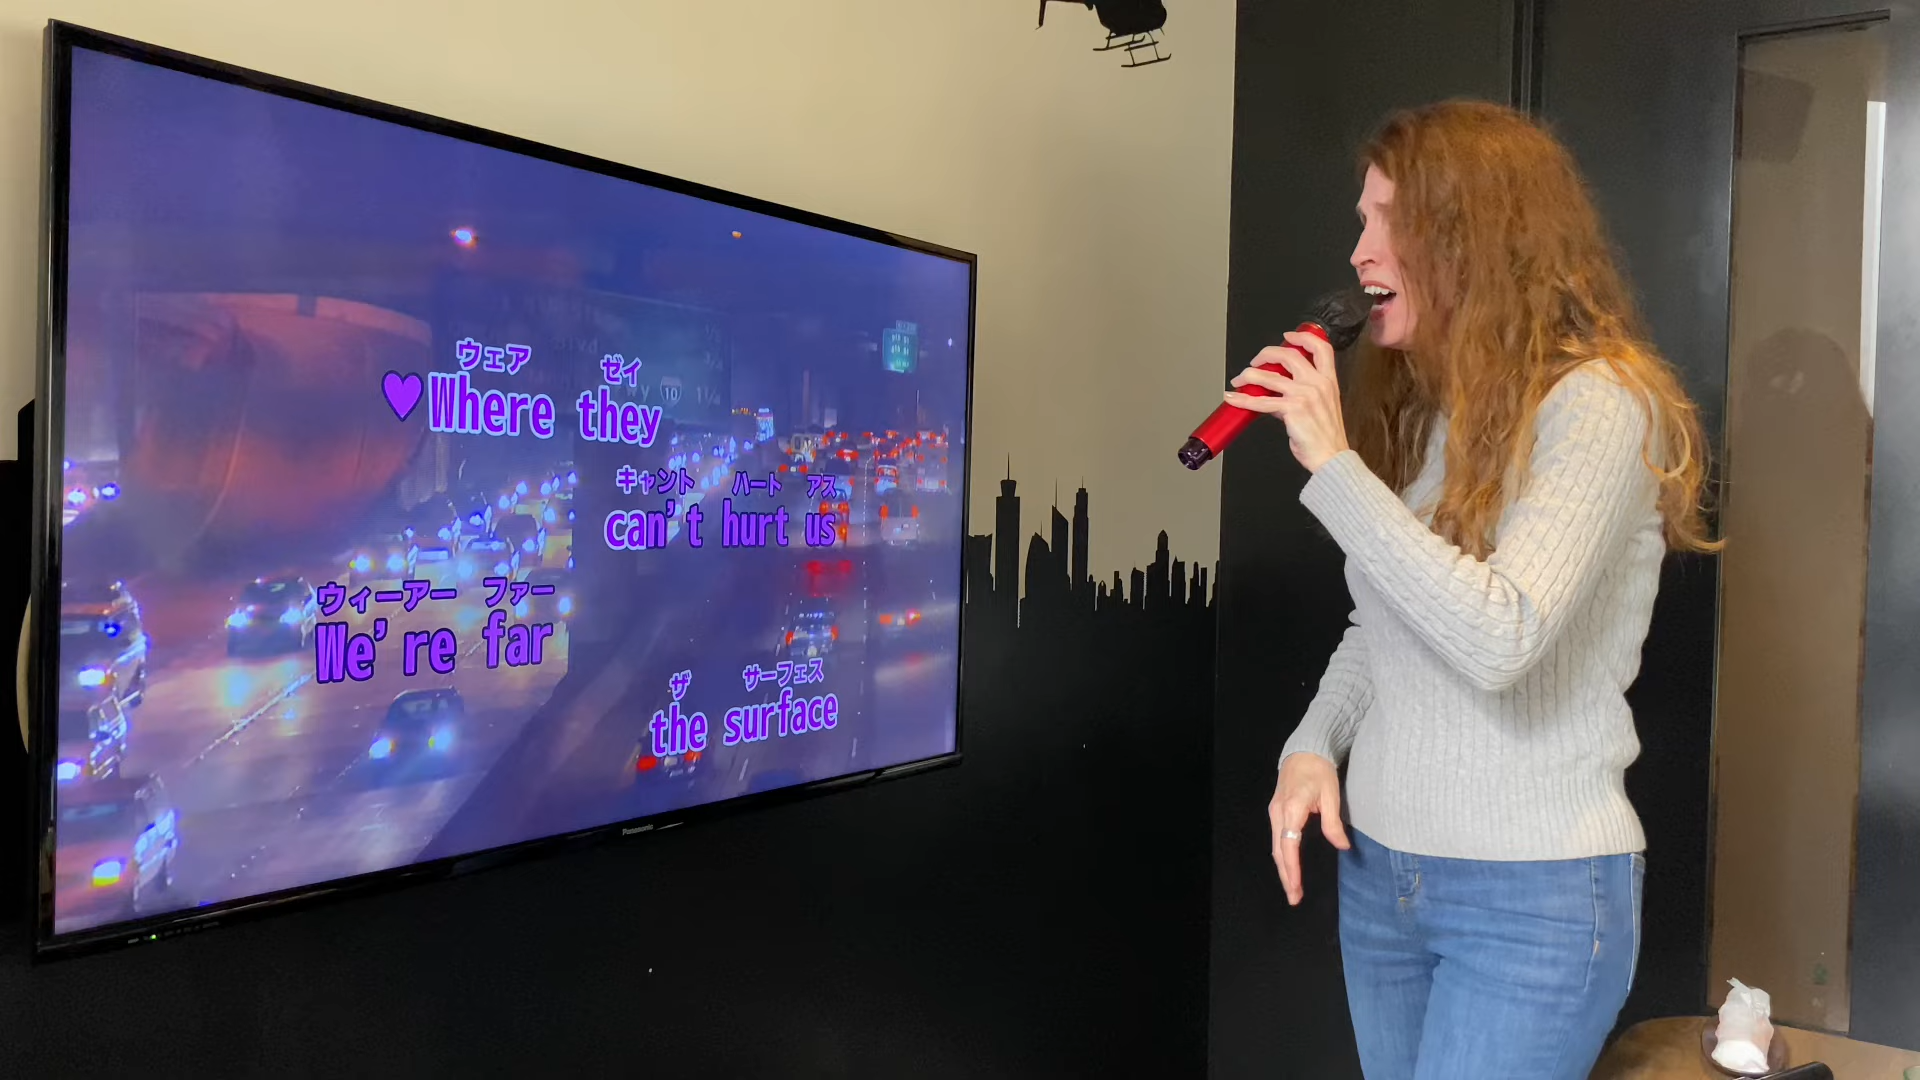 ウェア ゼイ
♥Where they
キャント ハート アス
can't hurt us
ウィーアー ファー
We're far
ザ サーフェス
the surface
Panasonic